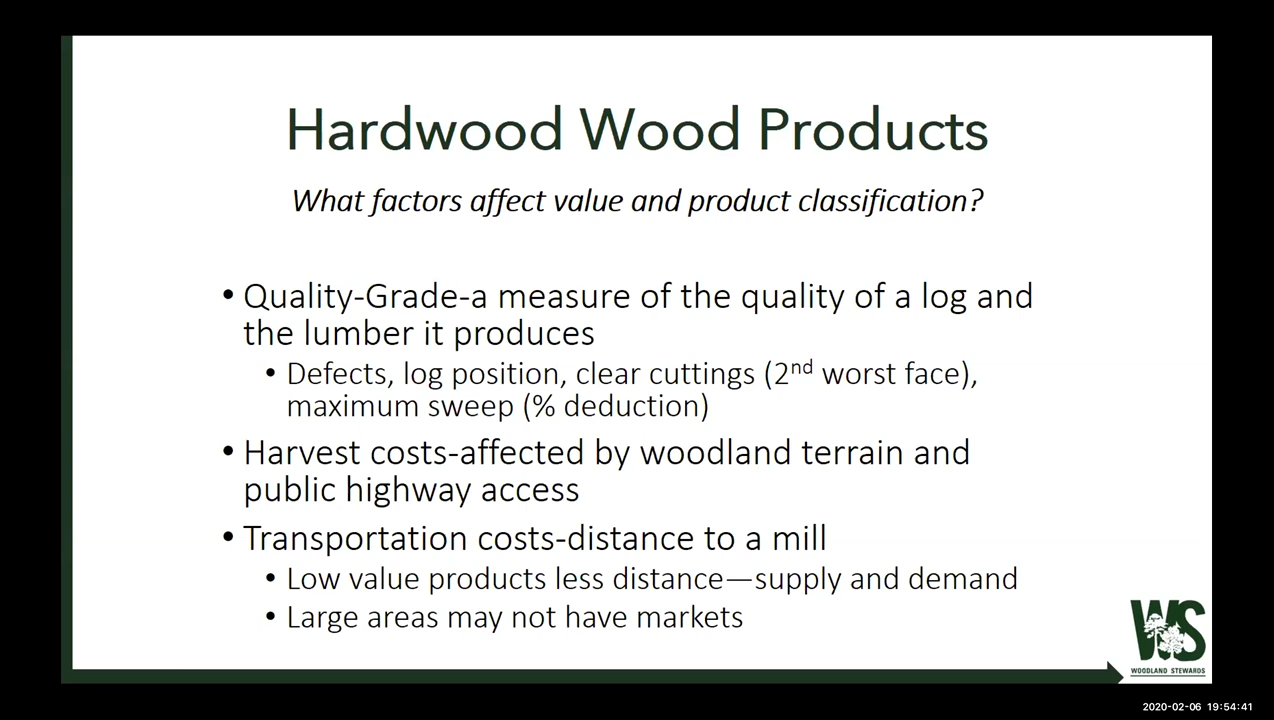 Hardwood Wood Products
What factors affect value and product classification?
• Quality-Grade-a measure of the quality of a log and
the lumber it produces
• Defects, log position, clear cuttings (2nd worst face),
maximum sweep (% deduction)
• Harvest costs-affected by woodland terrain and
public highway access
• Transportation costs-distance to a mill
• Low value products less distance—supply and demand
• Large areas may not have markets
WS
WOODLAND STEWARDS
2020-02-06 19:54:41